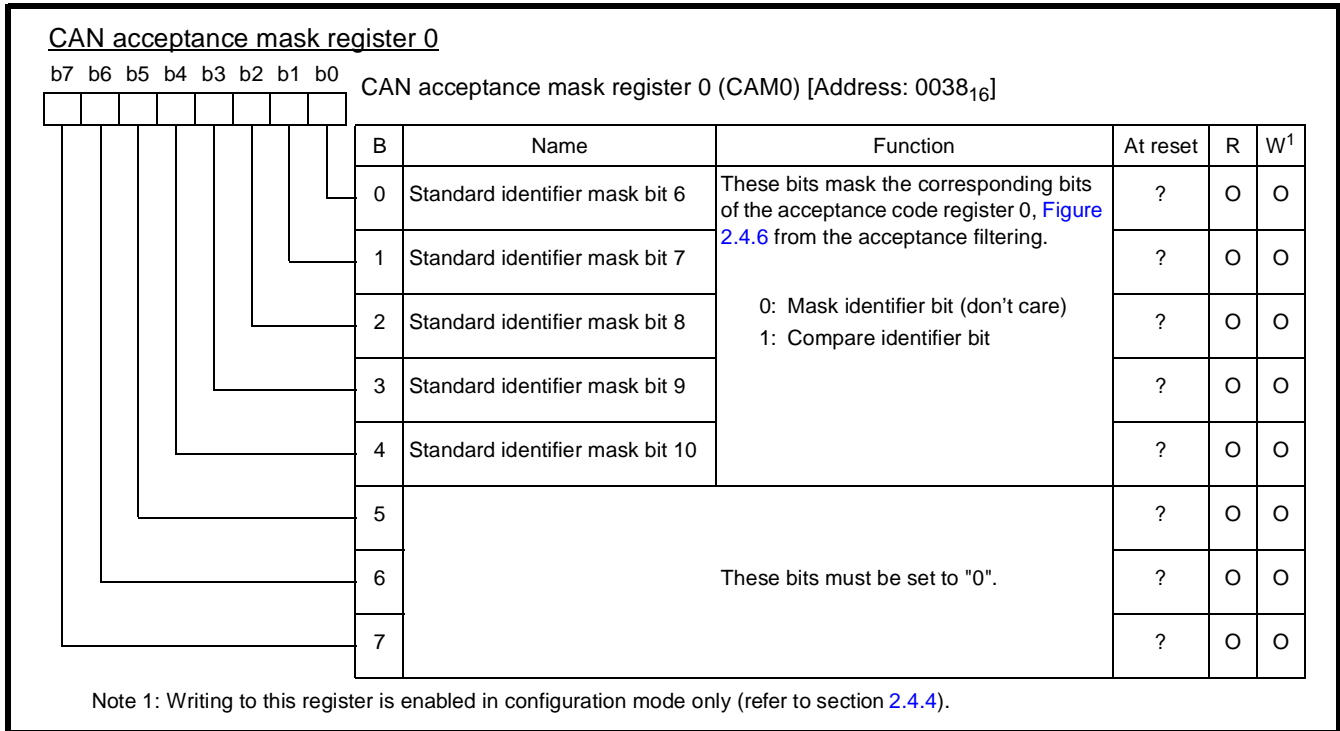 CAN acceptance mask register 0
b7 b6 b5 b4 b3 b2 b1 b0
CAN acceptance mask register 0 (CAM0) [Address: 0038₁₆]
B Name Function At reset R W¹
0 Standard identifier mask bit 6 These bits mask the corresponding bits ? O O
of the acceptance code register 0, Figure
2.4.6 from the acceptance filtering.
1 Standard identifier mask bit 7 ? O O
0: Mask identifier bit (don't care)
2 Standard identifier mask bit 8 ? O O
1: Compare identifier bit
3 Standard identifier mask bit 9 ? O O
4 Standard identifier mask bit 10 ? O O
5 ? O O
6 These bits must be set to "0". ? O O
7 ? O O
Note 1: Writing to this register is enabled in configuration mode only (refer to section 2.4.4).